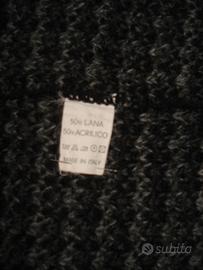 50% LANA
50% ACRILICO
MADE IN ITALY
subito